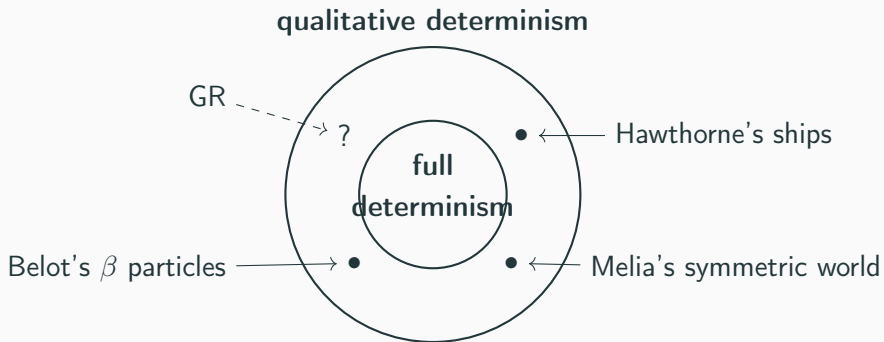 qualitative determinism
GR
?
Hawthorne's ships
full
determinism
Belot's β particles
Melia's symmetric world